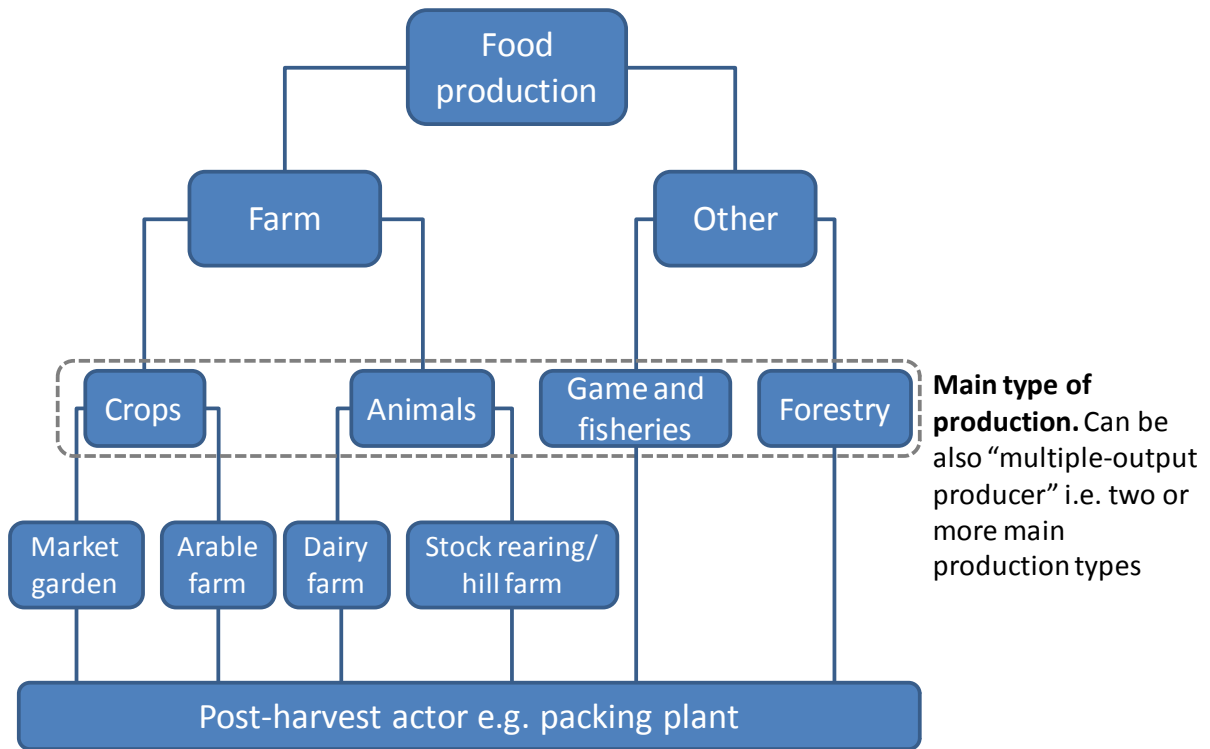 Food
production
Farm
Other
Crops
Animals
Game and
fisheries
Forestry
Main type of
production. Can be
also “multiple-output
producer” i.e. two or
more main
production types
Market
garden
Arable
farm
Dairy
farm
Stock rearing/
hill farm
Post-harvest actor e.g. packing plant